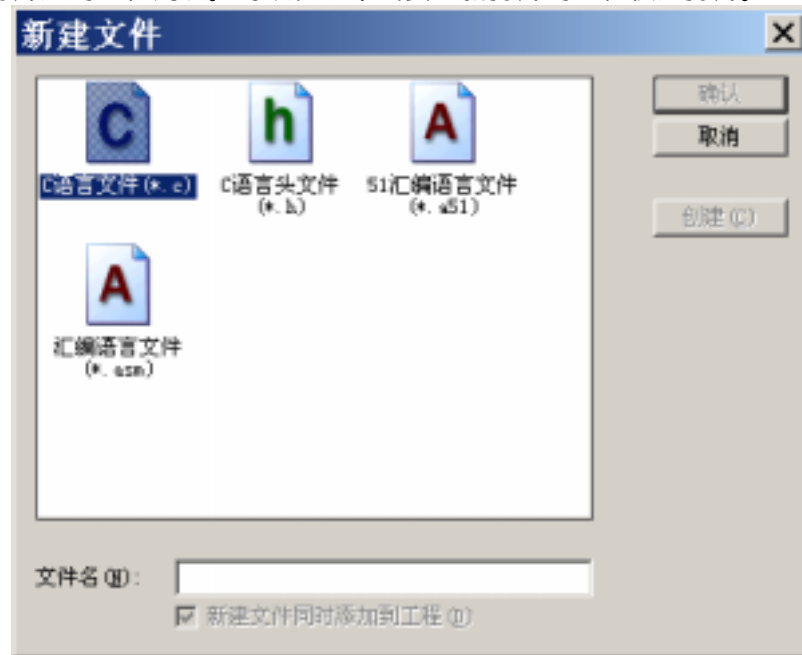 新建文件
确认
取消
C语言文件(*.c)
C语言头文件
(*.h)
51汇编语言文件
(*.a51)
创建(C)
汇编语言文件
(*.asm)
文件名(N):
新建文件同时添加到工程(D)